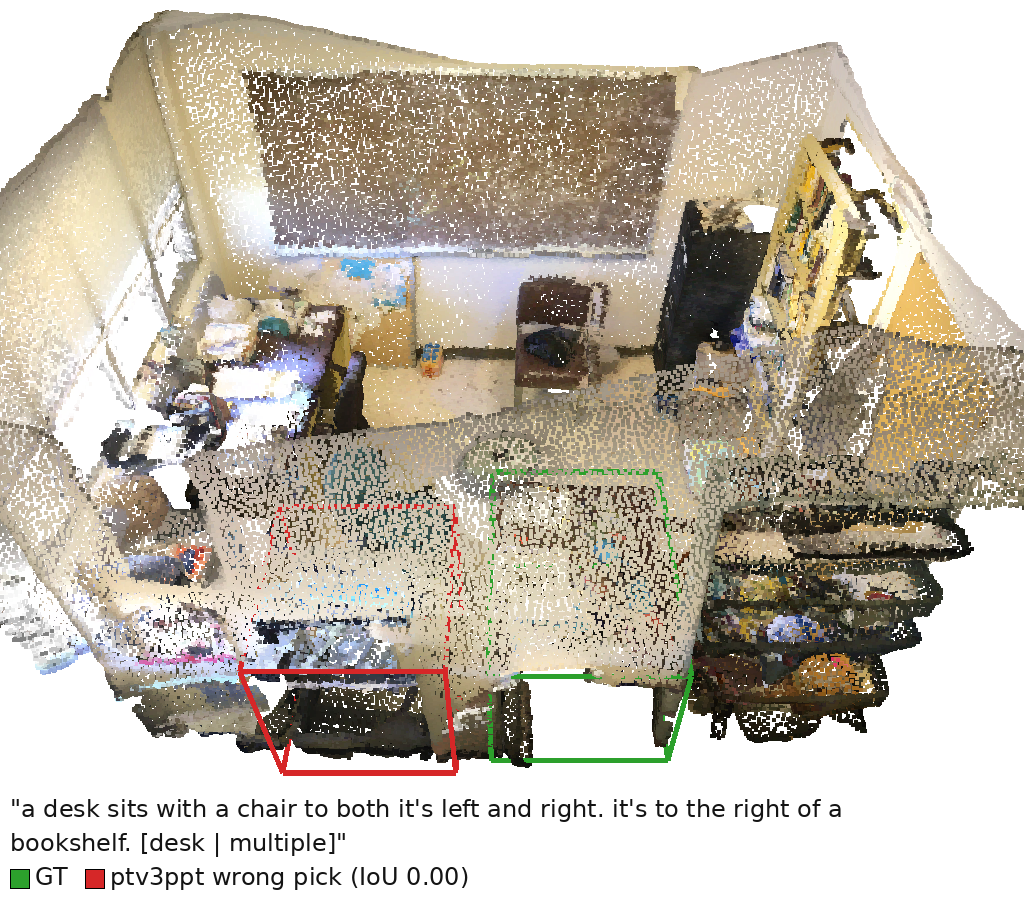 "a desk sits with a chair to both it's left and right. it's to the right of a
bookshelf. [desk | multiple]"
GT ptv3ppt wrong pick (IoU 0.00)